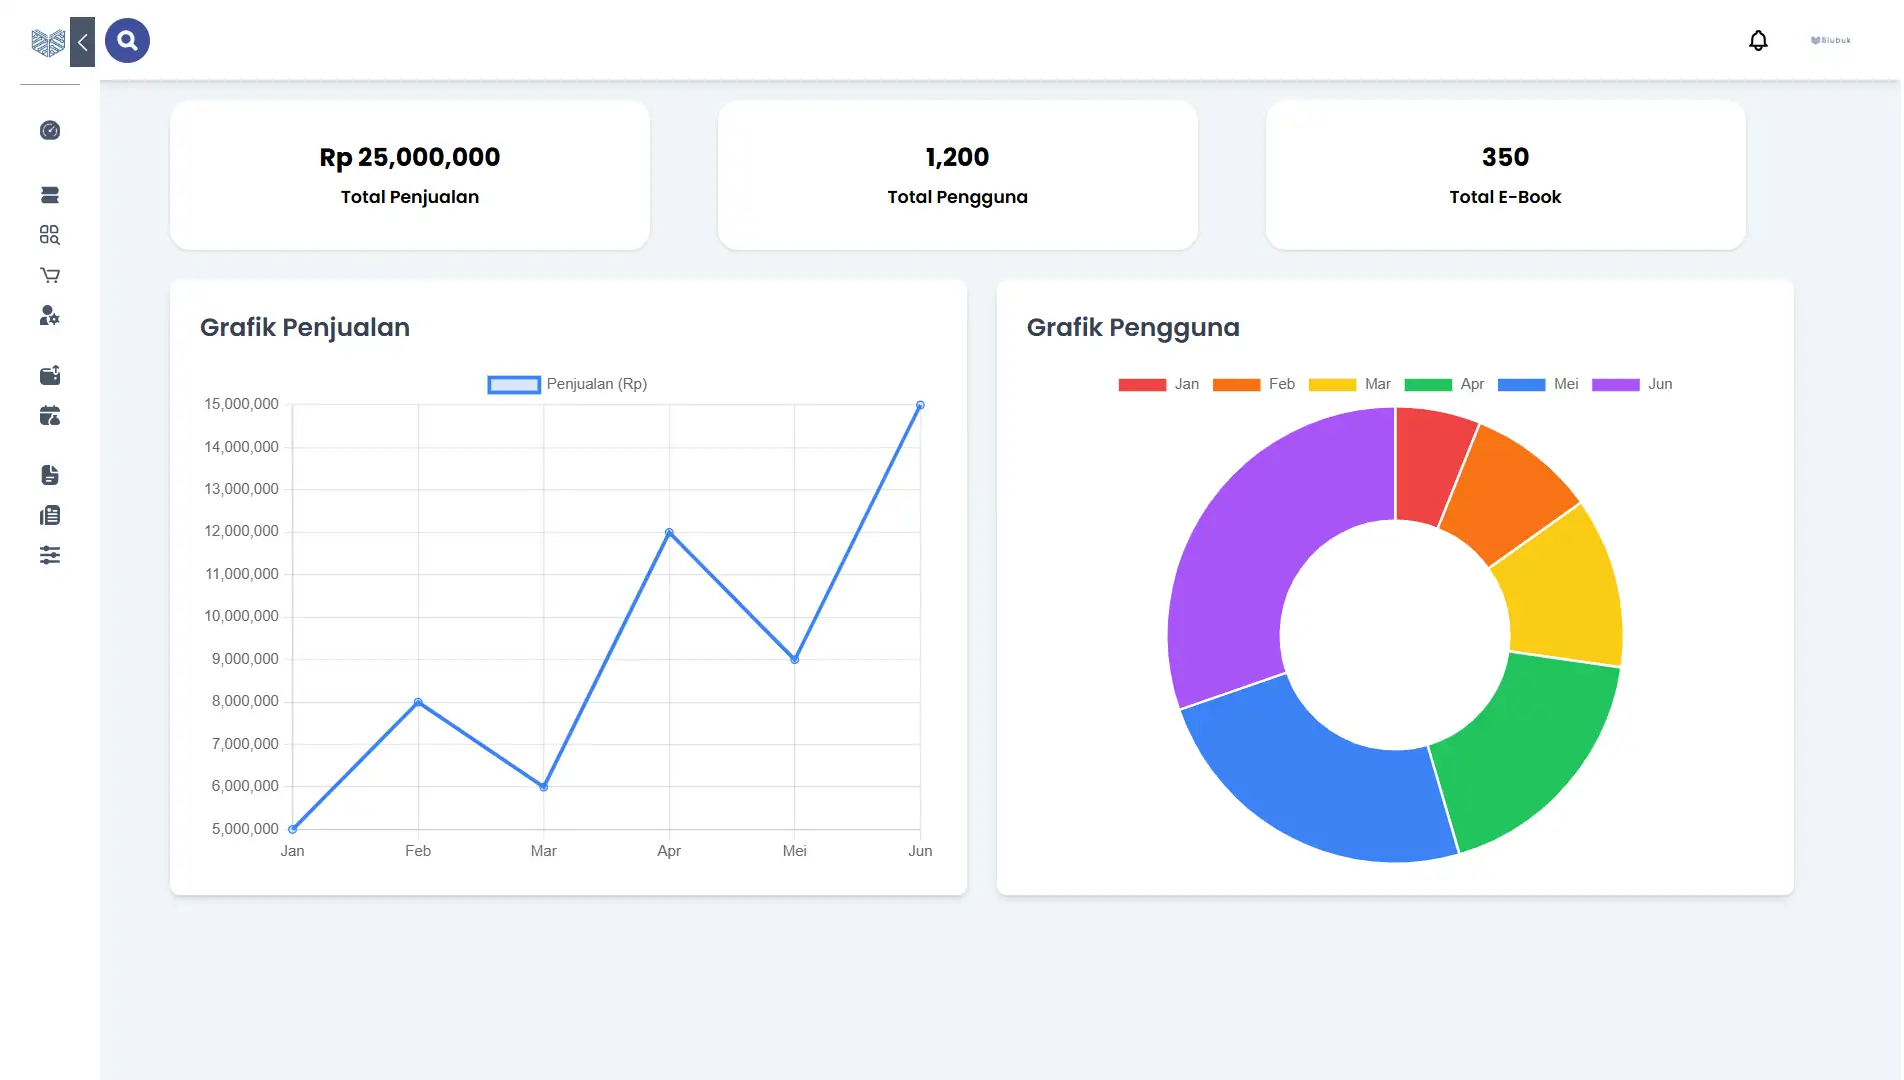 Blubuk
Rp 25,000,000
Total Penjualan
1,200
Total Pengguna
350
Total E-Book
Grafik Penjualan
Penjualan (Rp)
15,000,000
14,000,000
13,000,000
12,000,000
11,000,000
10,000,000
9,000,000
8,000,000
7,000,000
6,000,000
5,000,000
Jan Feb Mar Apr Mei Jun
Grafik Pengguna
Jan Feb Mar Apr Mei Jun